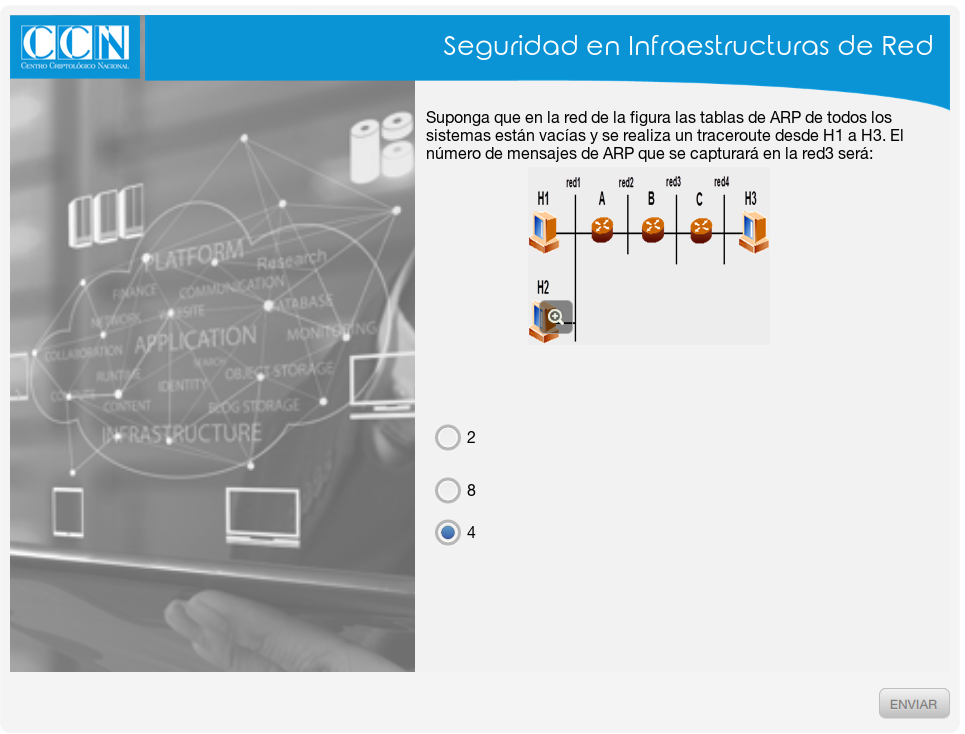 CCN
CENTRO CRIPTOLÓGICO NACIONAL
Seguridad en Infraestructuras de Red
Suponga que en la red de la figura las tablas de ARP de todos los
sistemas están vacías y se realiza un traceroute desde H1 a H3. El
número de mensajes de ARP que se capturará en la red3 será:
red1 red2 red3 red4
H1 A B C H3
H2
PLATFORM
Research
FINANCE
COMMUNICATION
NETWORK
WEBSITE
DATABASE
APPLICATION
MONITORING
COLLABORATION
SEARCH
RUNTIME
IDENTITY
OBJECT STORAGE
COMPUTE
CONTENT
BLOG STORAGE
INFRASTRUCTURE
2
8
4
ENVIAR